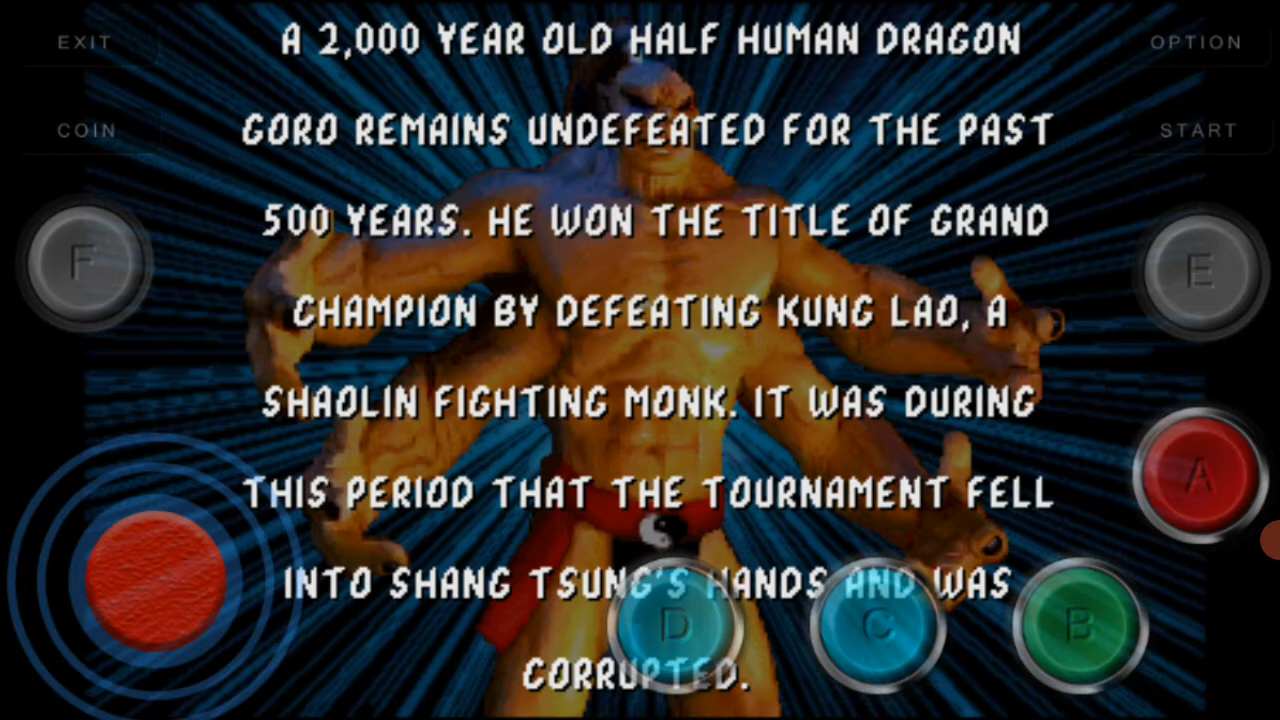 EXIT
OPTION
COIN
START
A 2,000 YEAR OLD HALF HUMAN DRAGON
GORO REMAINS UNDEFEATED FOR THE PAST
500 YEARS. HE WON THE TITLE OF GRAND
CHAMPION BY DEFEATING KUNG LAO, A
SHAOLIN FIGHTING MONK. IT WAS DURING
THIS PERIOD THAT THE TOURNAMENT FELL
INTO SHANG TSUNG'S HANDS AND WAS
CORRUPTED.
F
E
A
D
C
B